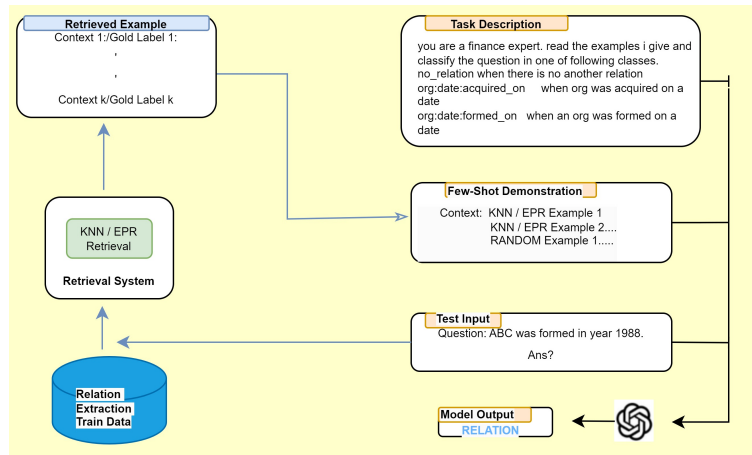 Retrieved Example
Context 1:/Gold Label 1:
,
,
Context k/Gold Label k
KNN / EPR
Retrieval
Retrieval System
Relation
Extraction
Train Data
Task Description
you are a finance expert. read the examples i give and
classify the question in one of following classes.
no_relation when there is no another relation
org:date:acquired_on when org was acquired on a
date
org:date:formed_on when an org was formed on a
date
Few-Shot Demonstration
Context: KNN / EPR Example 1
KNN / EPR Example 2....
RANDOM Example 1.....
Test Input
Question: ABC was formed in year 1988.
Ans?
Model Output
RELATION